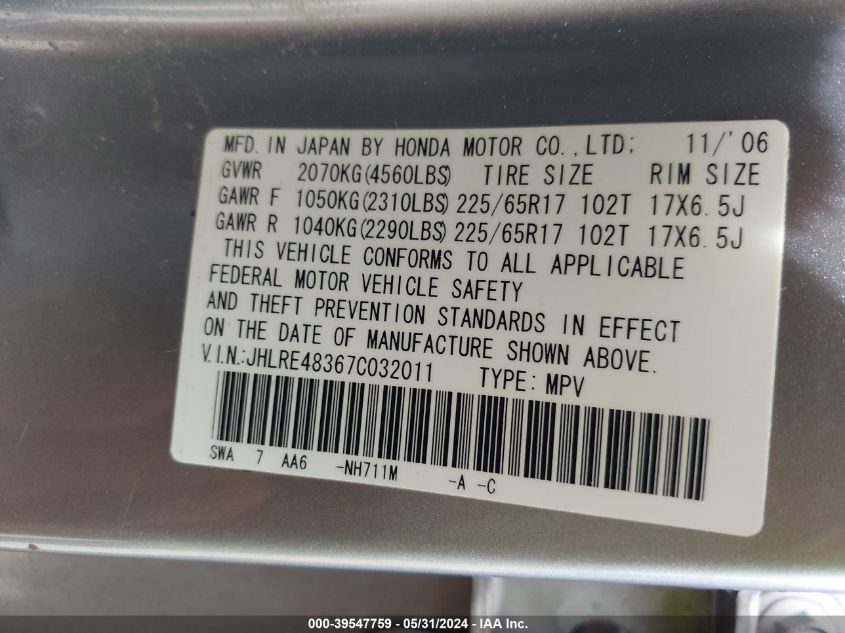 MFD. IN JAPAN BY HONDA MOTOR CO.,LTD; 11/'06
GVWR 2070KG(4560LBS) TIRE SIZE RIM SIZE
GAWR F 1050KG(2310LBS) 225/65R17 102T 17X6.5J
GAWR R 1040KG(2290LBS) 225/65R17 102T 17X6.5J
THIS VEHICLE CONFORMS TO ALL APPLICABLE
FEDERAL MOTOR VEHICLE SAFETY
AND THEFT PREVENTION STANDARDS IN EFFECT
ON THE DATE OF MANUFACTURE SHOWN ABOVE.
V.I.N.:JHLRE48367C032011 TYPE: MPV
SWA 7 AA6 -NH711M -A -C
000-39547759 - 05/31/2024 - IAA Inc.